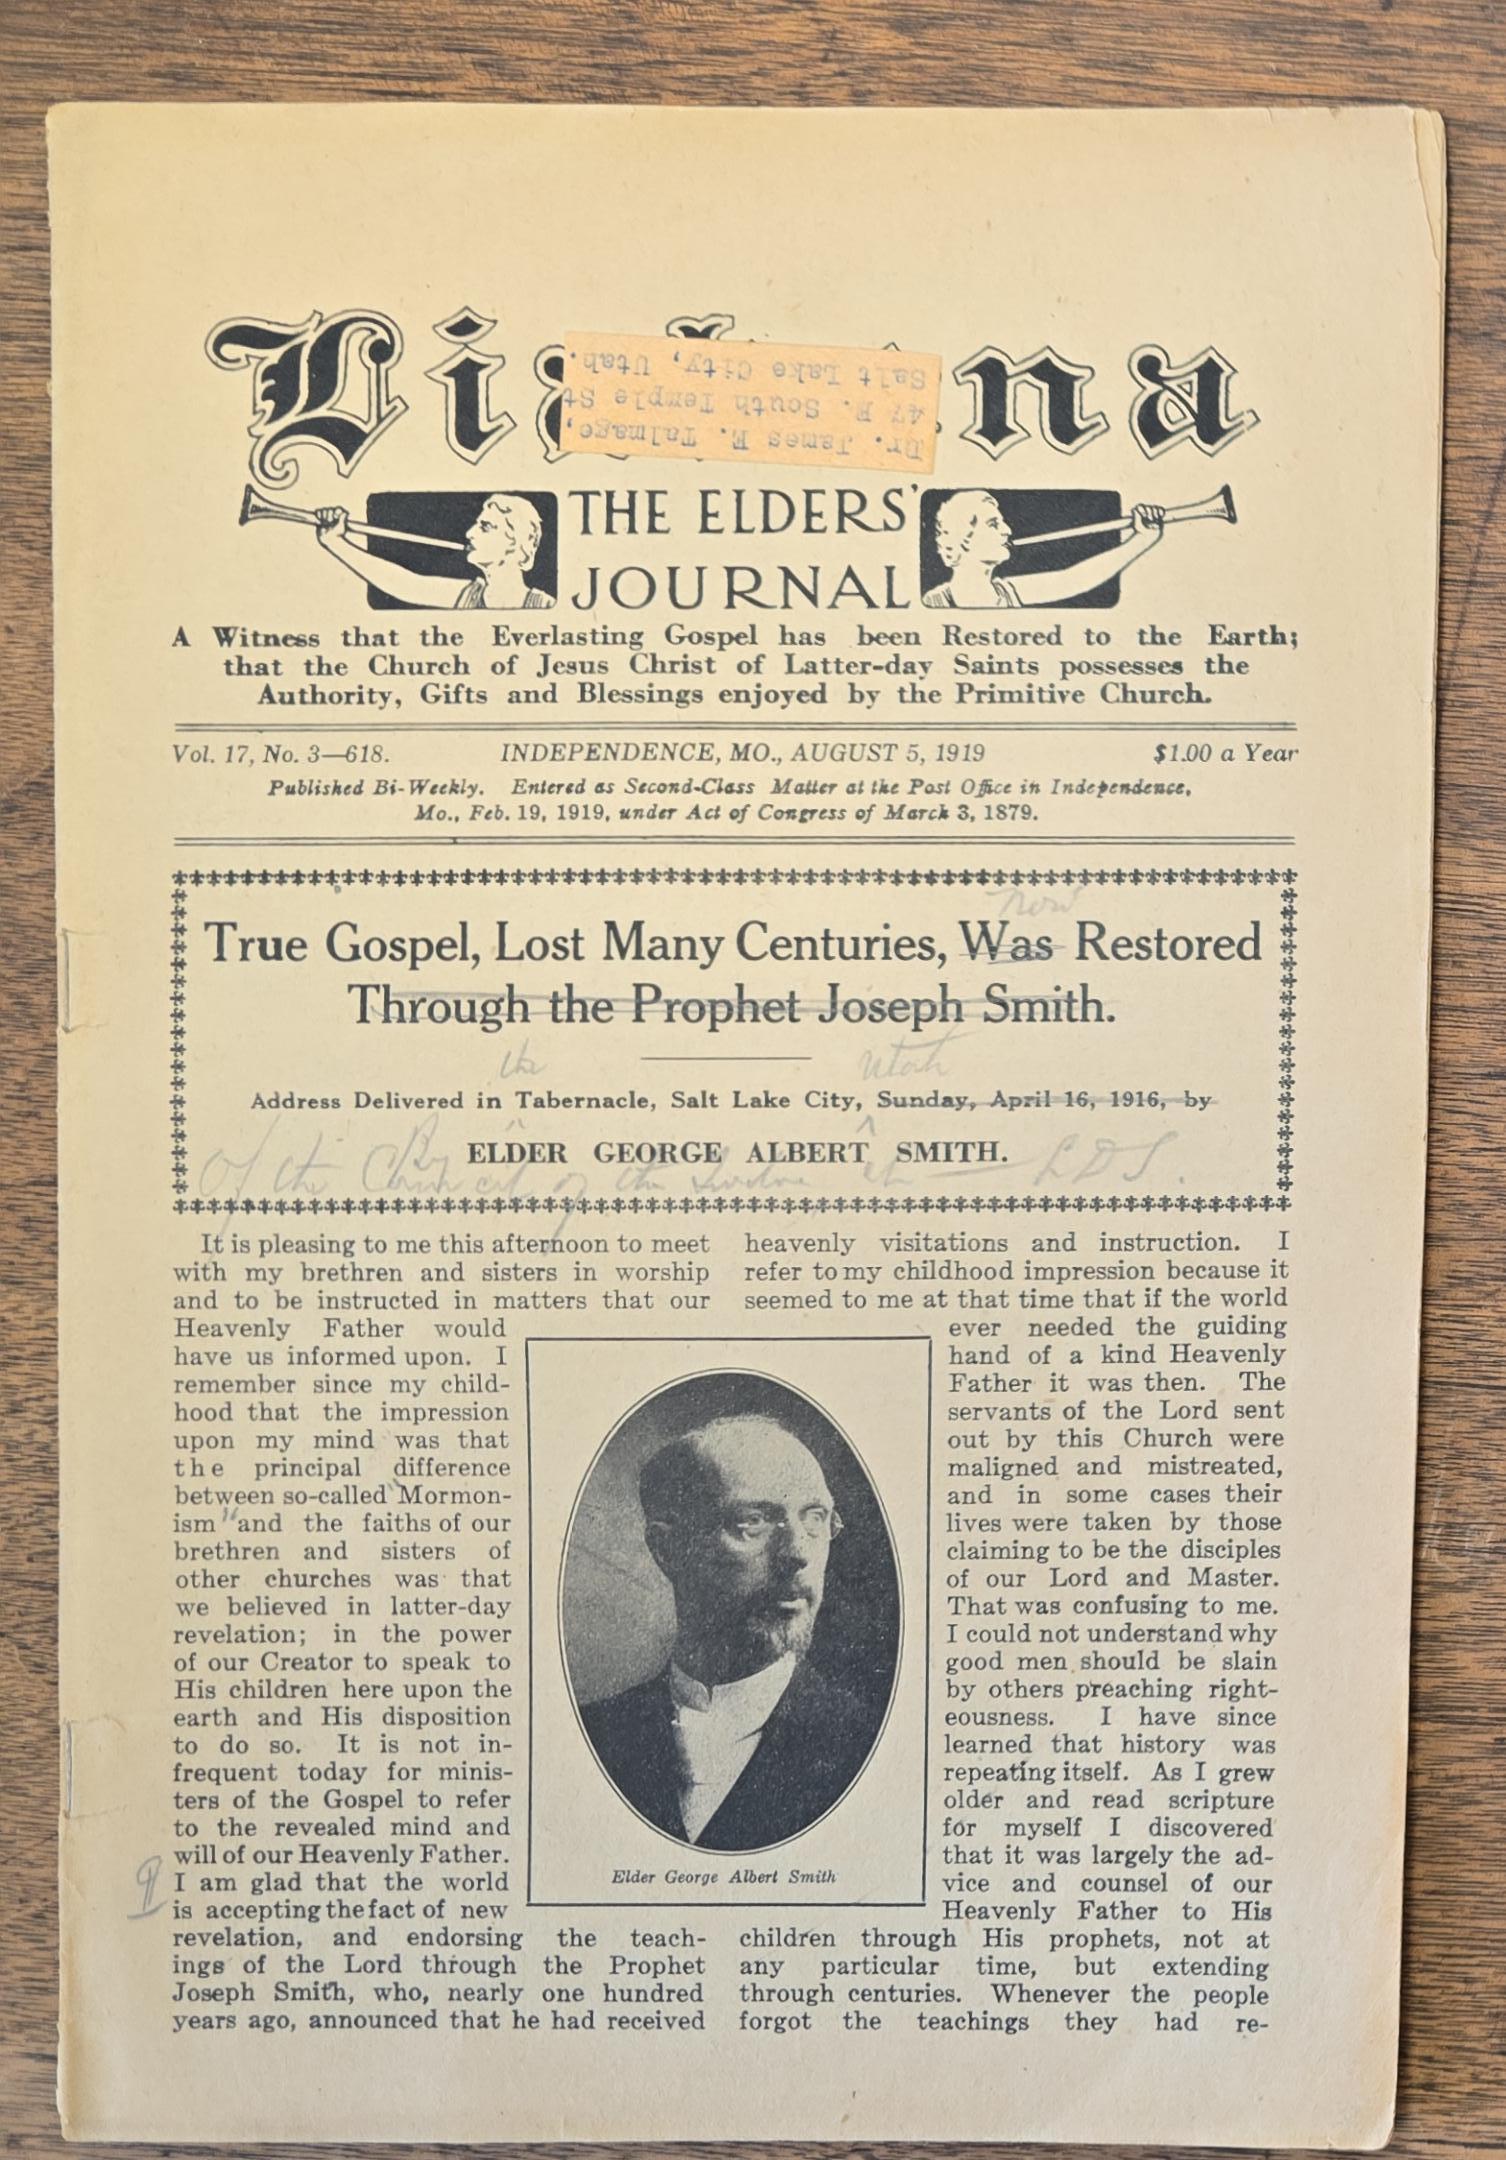 Li na
Dr. James E. Talmage,
47 E. South Temple St
Salt Lake City, Utah.
THE ELDERS'
JOURNAL
A Witness that the Everlasting Gospel has been Restored to the Earth;
that the Church of Jesus Christ of Latter-day Saints possesses the
Authority, Gifts and Blessings enjoyed by the Primitive Church.
Vol. 17, No. 3—618. INDEPENDENCE, MO., AUGUST 5, 1919 $1.00 a Year
Published Bi-Weekly. Entered as Second-Class Matter at the Post Office in Independence,
Mo., Feb. 19, 1919, under Act of Congress of March 3, 1879.
now
True Gospel, Lost Many Centuries, Was Restored
Through the Prophet Joseph Smith.
the Utah
Address Delivered in Tabernacle, Salt Lake City, Sunday, April 16, 1916, by
By
ELDER GEORGE ALBERT SMITH.
Of the Council of the Twelve LDS.
It is pleasing to me this afternoon to meet
with my brethren and sisters in worship
and to be instructed in matters that our
Heavenly Father would
have us informed upon. I
remember since my child-
hood that the impression
upon my mind was that
the principal difference
between so-called "Mormon-
ism" and the faiths of our
brethren and sisters of
other churches was that
we believed in latter-day
revelation; in the power
of our Creator to speak to
His children here upon the
earth and His disposition
to do so. It is not in-
frequent today for minis-
ters of the Gospel to refer
to the revealed mind and
will of our Heavenly Father.
¶ I am glad that the world
is accepting the fact of new
revelation, and endorsing the teach-
ings of the Lord through the Prophet
Joseph Smith, who, nearly one hundred
years ago, announced that he had received
Elder George Albert Smith
heavenly visitations and instruction. I
refer to my childhood impression because it
seemed to me at that time that if the world
ever needed the guiding
hand of a kind Heavenly
Father it was then. The
servants of the Lord sent
out by this Church were
maligned and mistreated,
and in some cases their
lives were taken by those
claiming to be the disciples
of our Lord and Master.
That was confusing to me.
I could not understand why
good men should be slain
by others preaching right-
eousness. I have since
learned that history was
repeating itself. As I grew
older and read scripture
for myself I discovered
that it was largely the ad-
vice and counsel of our
Heavenly Father to His
children through His prophets, not at
any particular time, but extending
through centuries. Whenever the people
forgot the teachings they had re-